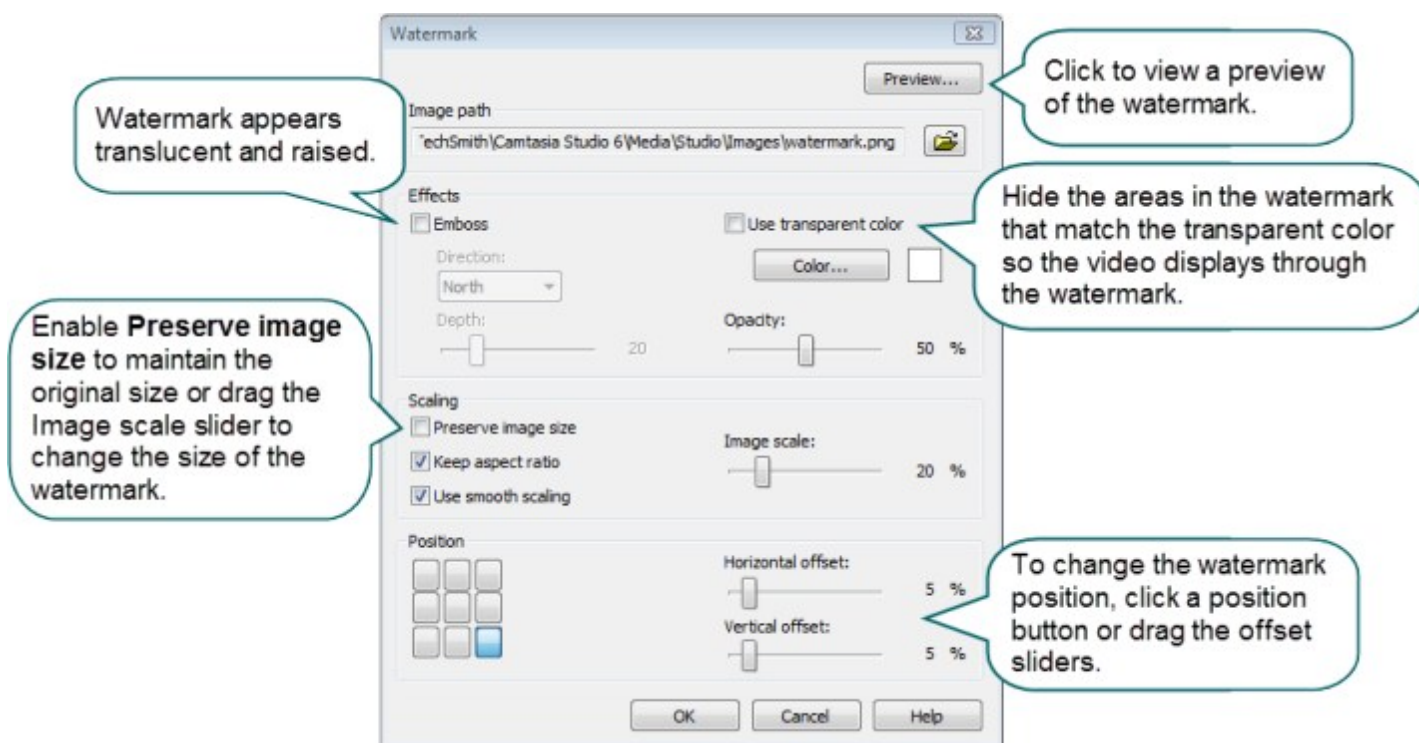 Watermark
Preview...
Click to view a preview
of the watermark.
Watermark appears
translucent and raised.
Image path
'echSmith\Camtasia Studio 6\Media\Studio\Images\watermark.png
Effects
Emboss
Use transparent color
Hide the areas in the watermark
that match the transparent color
so the video displays through
the watermark.
Direction:
North
Color...
Depth:
20
Opacity:
50 %
Enable Preserve image
size to maintain the
original size or drag the
Image scale slider to
change the size of the
watermark.
Scaling
Preserve image size
Keep aspect ratio
Use smooth scaling
Image scale:
20 %
Position
Horizontal offset:
5 %
Vertical offset:
5 %
To change the watermark
position, click a position
button or drag the offset
sliders.
OK
Cancel
Help